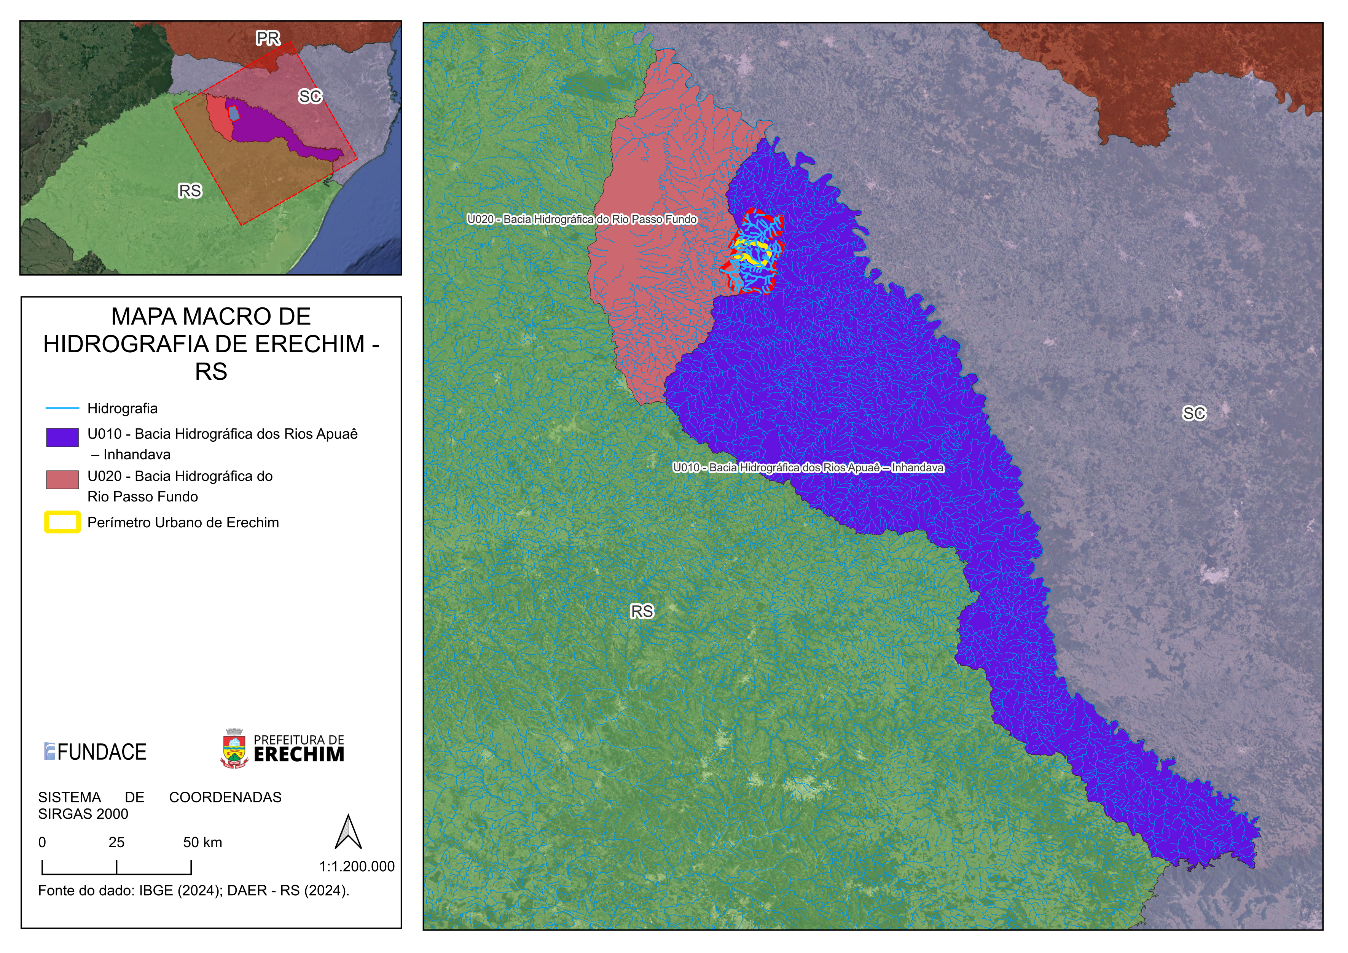 PR
SC
RS
MAPA MACRO DE
HIDROGRAFIA DE ERECHIM -
RS
Hidrografia
U010 - Bacia Hidrográfica dos Rios Apuaê
– Inhandava
U020 - Bacia Hidrográfica do
Rio Passo Fundo
Perímetro Urbano de Erechim
FUNDACE
PREFEITURA DE
ERECHIM
SISTEMA DE COORDENADAS
SIRGAS 2000
0 25 50 km
1:1.200.000
Fonte do dado: IBGE (2024); DAER - RS (2024).
U020 - Bacia Hidrográfica do Rio Passo Fundo
SC
U010 - Bacia Hidrográfica dos Rios Apuaê – Inhandava
RS